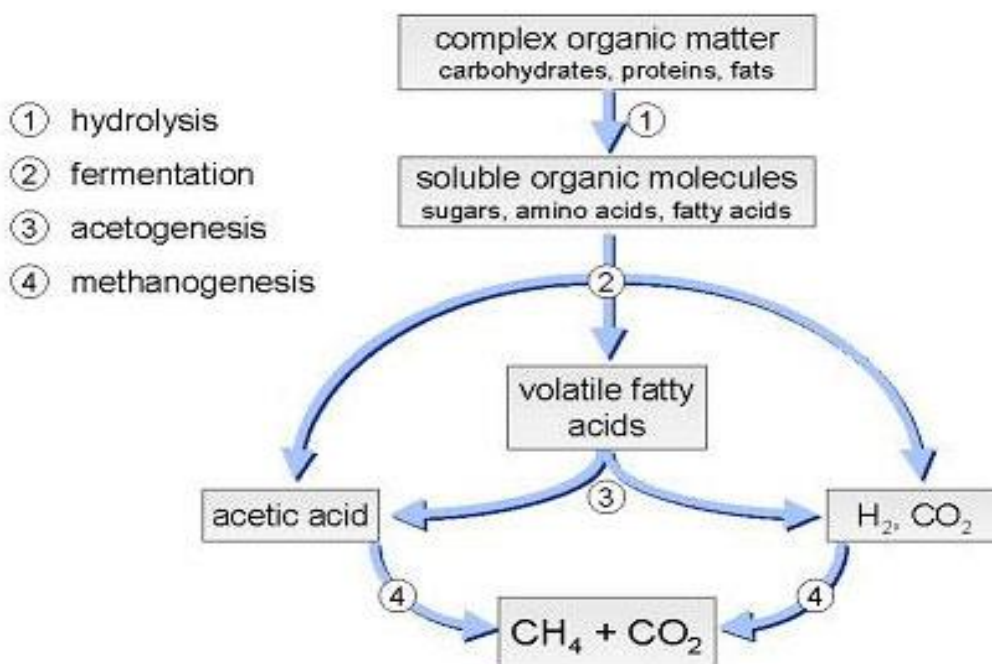 complex organic matter
carbohydrates, proteins, fats
① hydrolysis
① 
② fermentation
soluble organic molecules
sugars, amino acids, fatty acids
③ acetogenesis
④ methanogenesis
②
volatile fatty
acids
③
acetic acid
H₂, CO₂
④
④
CH₄ + CO₂